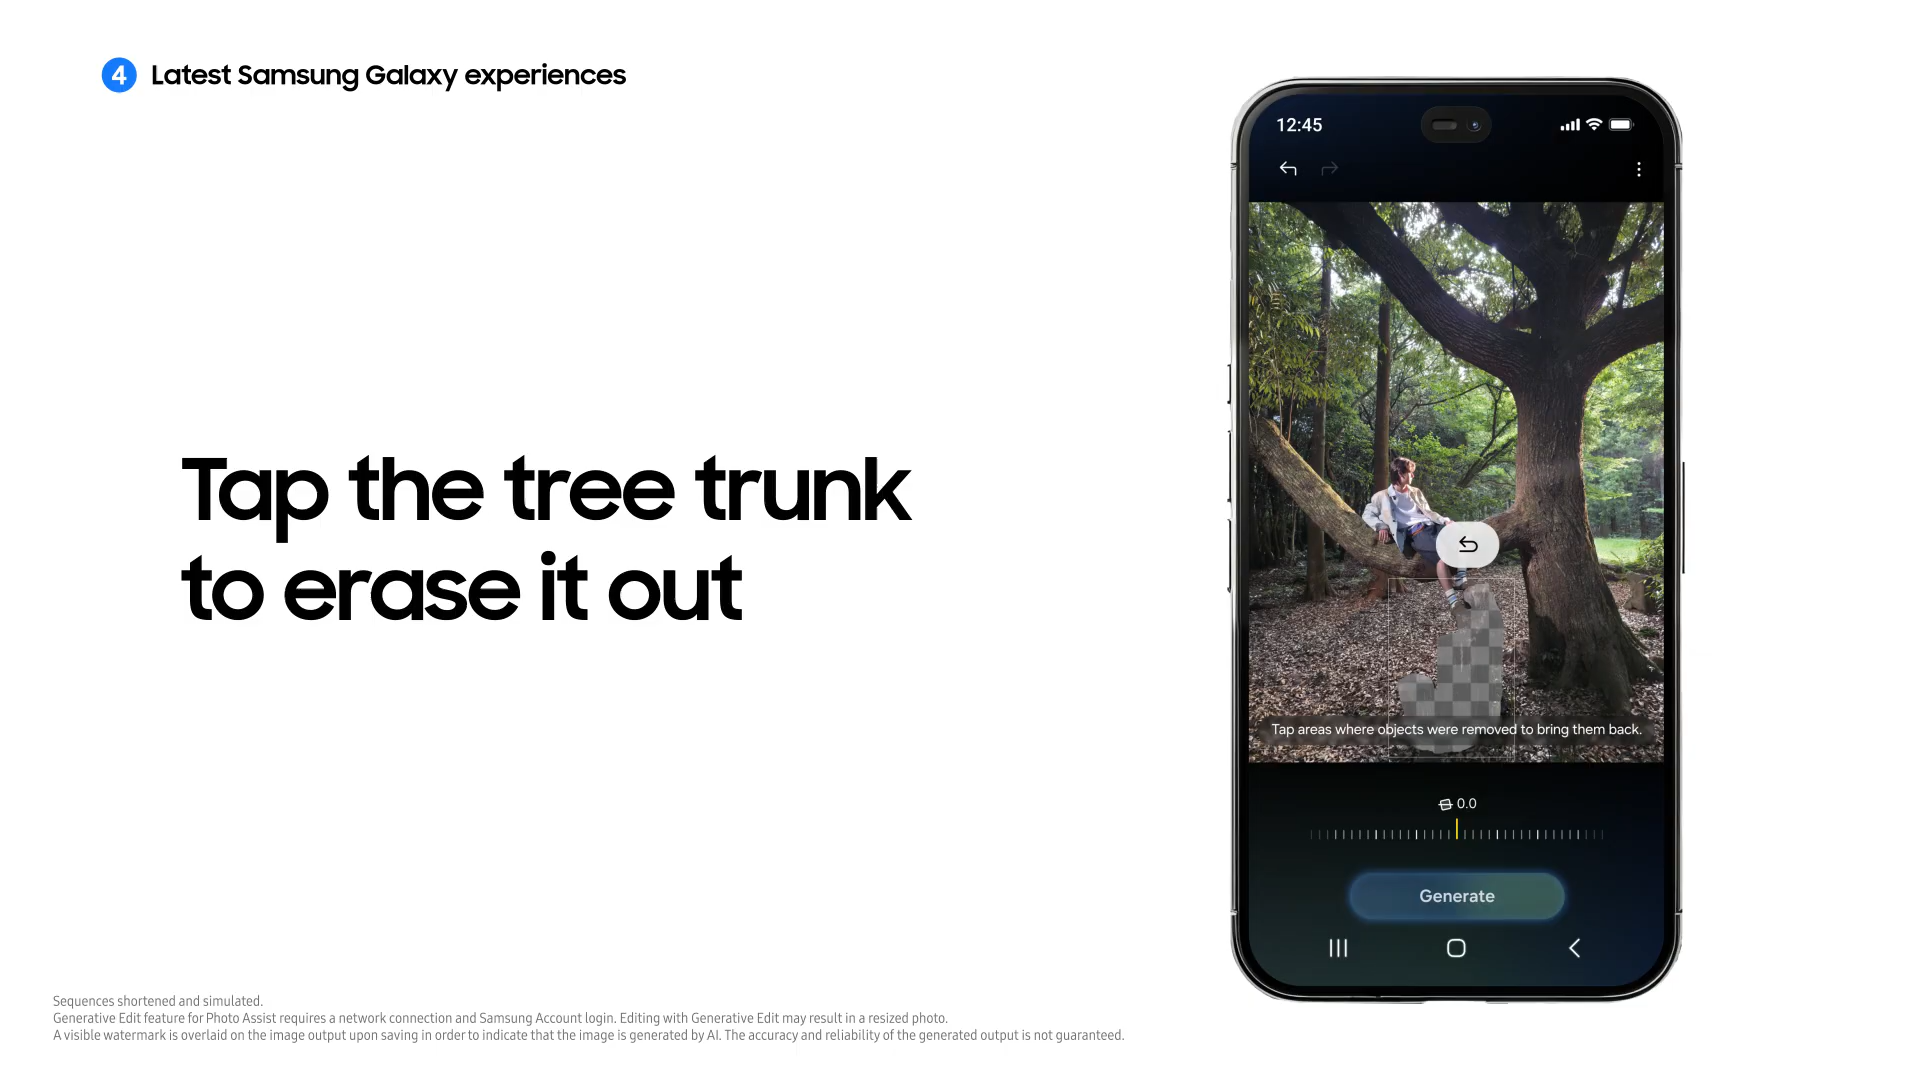 4 Latest Samsung Galaxy experiences
Tap the tree trunk
to erase it out
12:45
Tap areas where objects were removed to bring them back.
0.0
Generate
Sequences shortened and simulated.
Generative Edit feature for Photo Assist requires a network connection and Samsung Account login. Editing with Generative Edit may result in a resized photo.
A visible watermark is overlaid on the image output upon saving in order to indicate that the image is generated by AI. The accuracy and reliability of the generated output is not guaranteed.